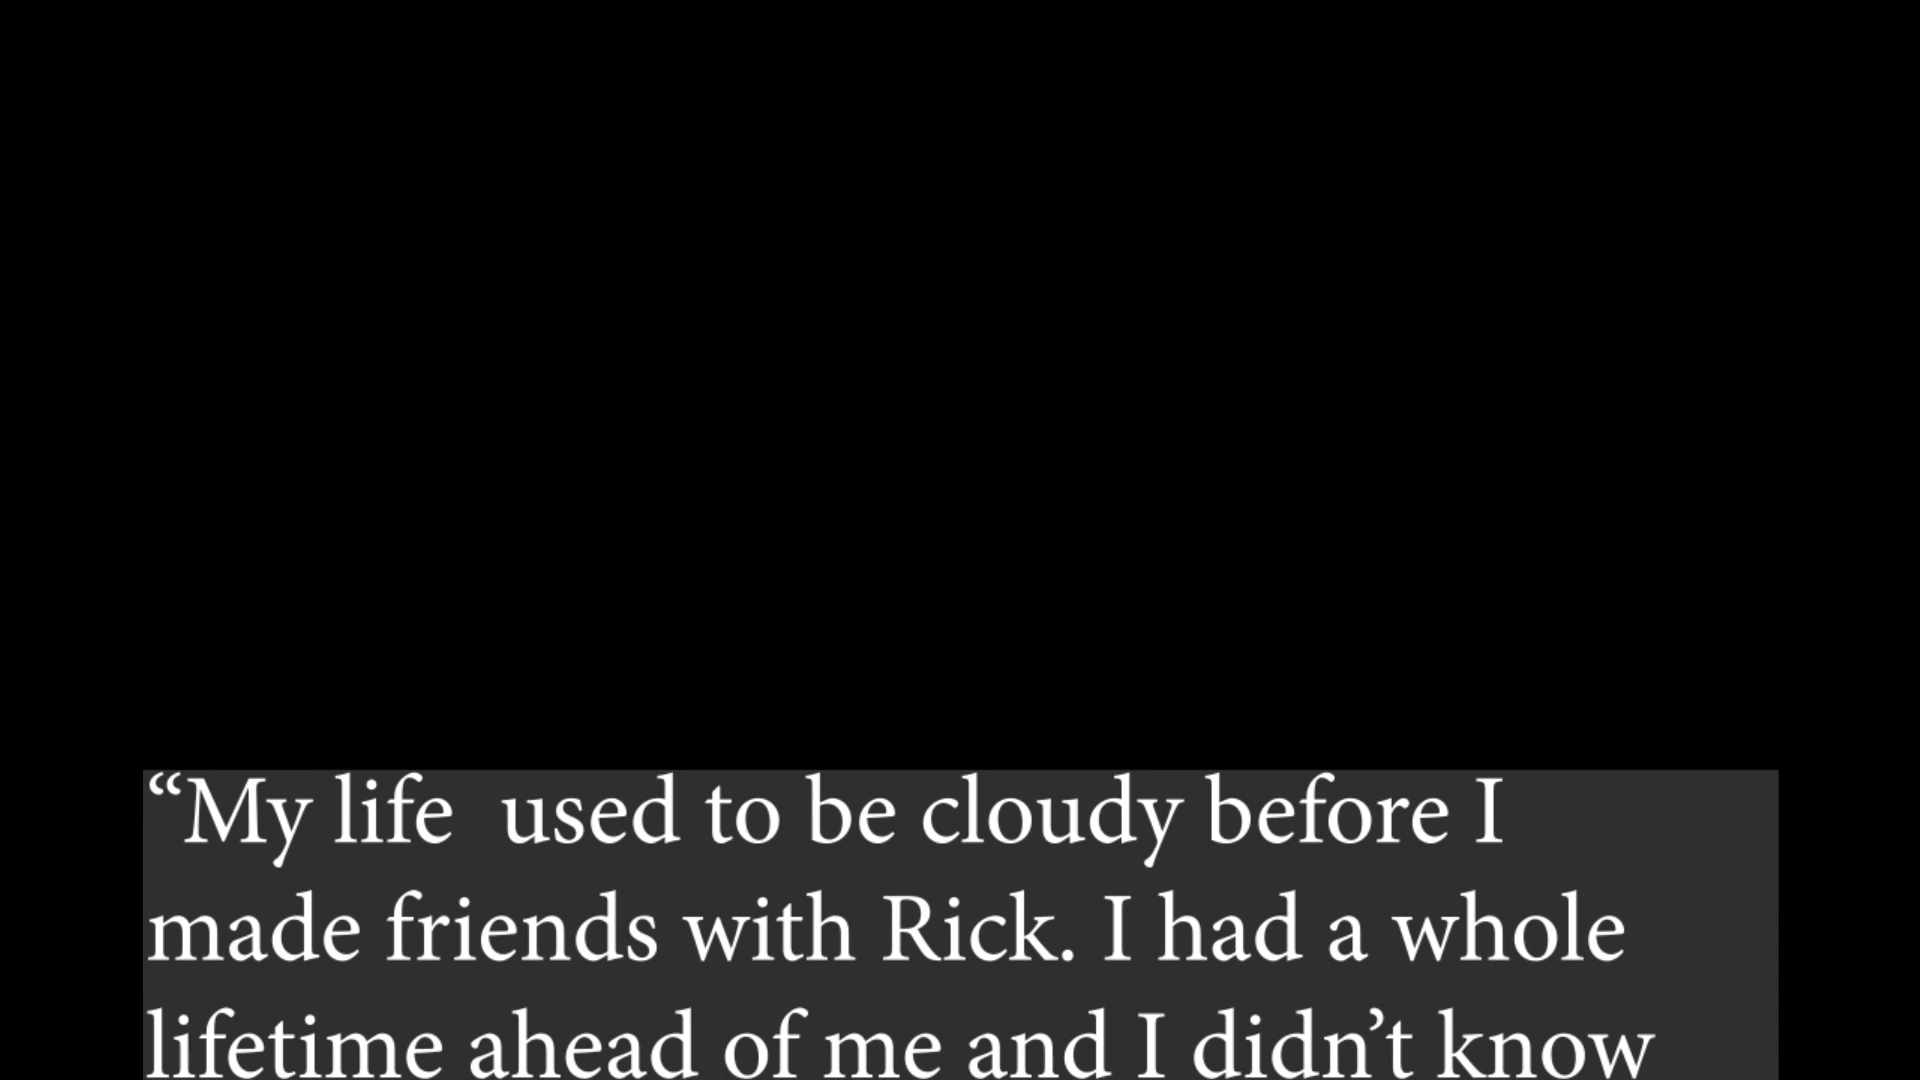 “My life  used to be cloudy before I
made friends with Rick. I had a whole
lifetime ahead of me and I didn’t know